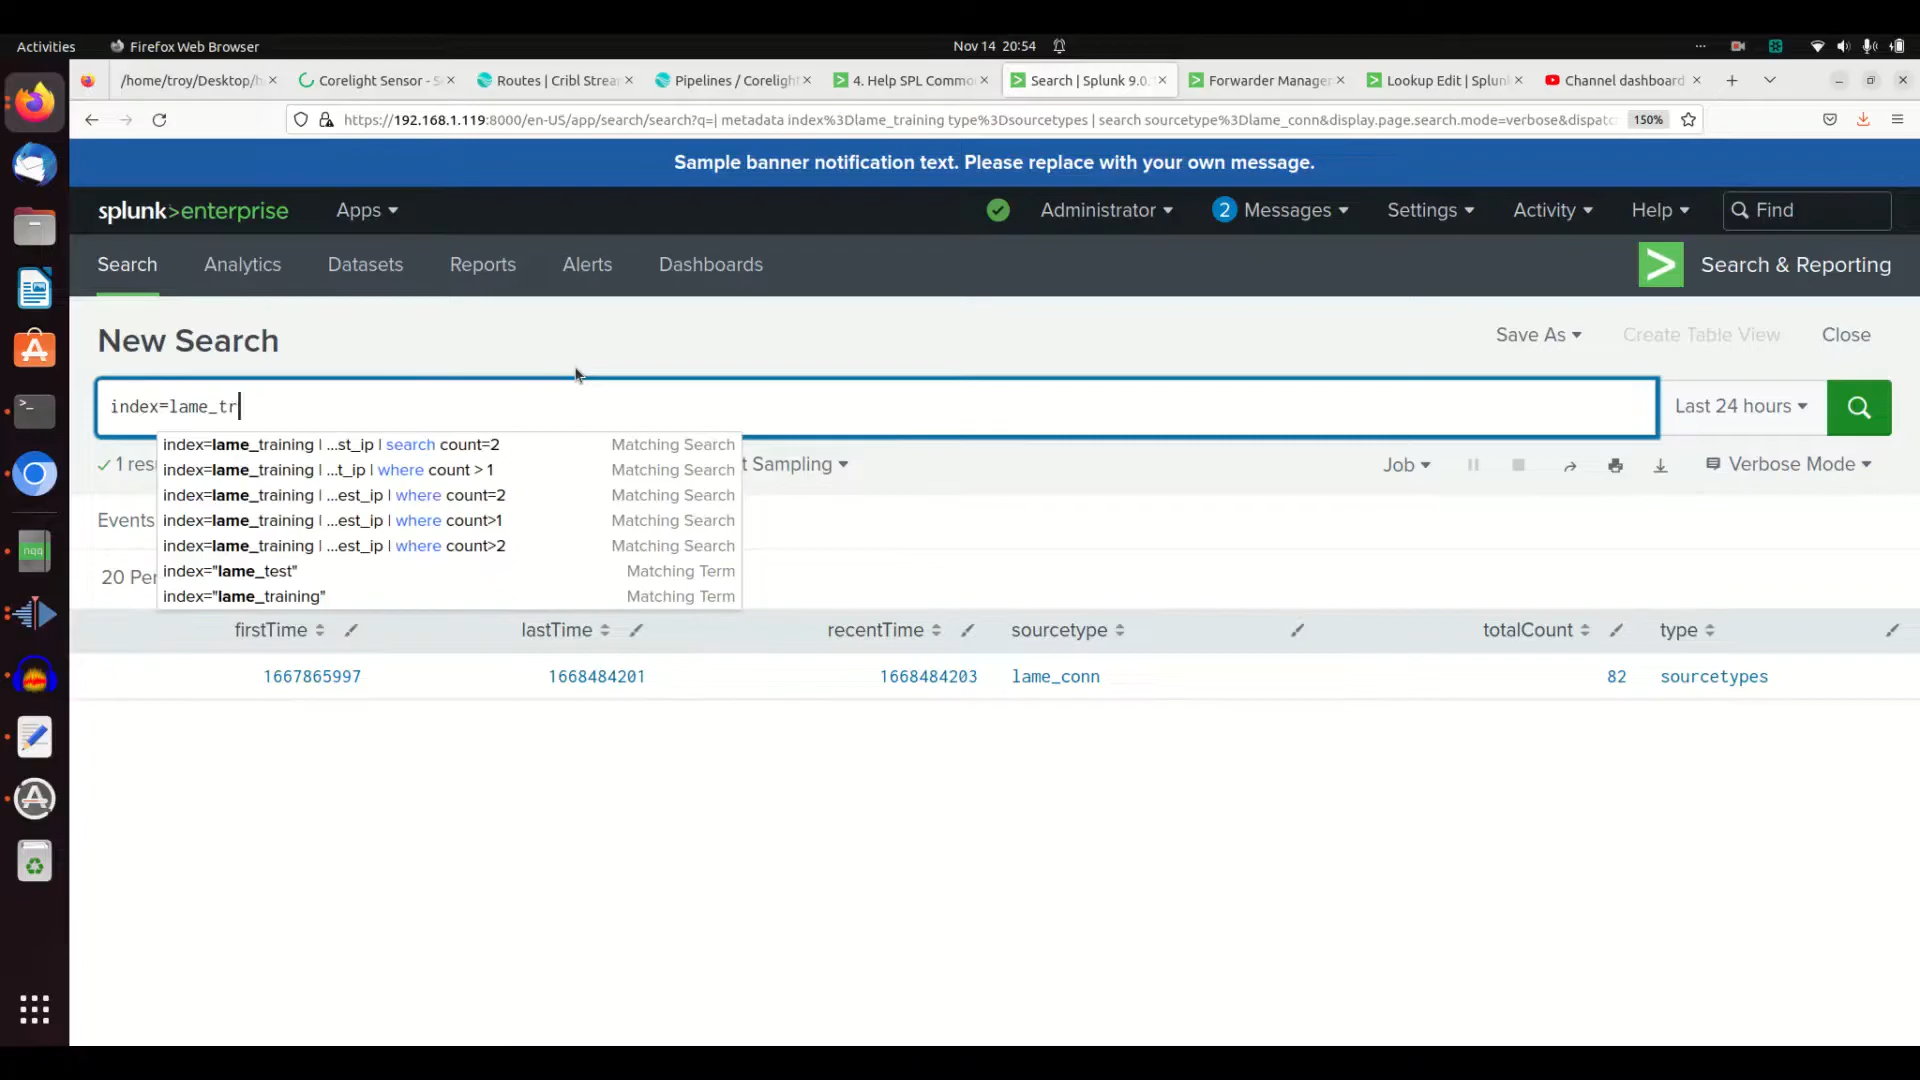 Activities
Firefox Web Browser
Nov 14 20:54
/home/troy/Desktop/h
Corelight Sensor - S
Routes | Cribl Strea
Pipelines / Corelight
4. Help SPL Commo
Search | Splunk 9.0.
Forwarder Manager
Lookup Edit | Splunk
Channel dashboard
https://192.168.1.119:8000/en-US/app/search/search?q=| metadata index%3Dlame_training type%3Dsourcetypes | search sourcetype%3Dlame_conn&display.page.search.mode=verbose&dispatc
150%
Sample banner notification text. Please replace with your own message.
splunk>enterprise
Apps
Administrator
2 Messages
Settings
Activity
Help
Find
Search
Analytics
Datasets
Reports
Alerts
Dashboards
Search & Reporting
New Search
Save As
Create Table View
Close
index=lame_tr
Last 24 hours
index=lame_training | ...st_ip | search count=2 Matching Search
index=lame_training | ...t_ip | where count > 1 Matching Search
index=lame_training | ...est_ip | where count=2 Matching Search
index=lame_training | ...est_ip | where count>1 Matching Search
index=lame_training | ...est_ip | where count>2 Matching Search
index="lame_test" Matching Term
index="lame_training" Matching Term
1 resu
t Sampling
Job
Verbose Mode
Events
20 Per
firstTime lastTime recentTime sourcetype totalCount type
1667865997 1668484201 1668484203 lame_conn 82 sourcetypes
nqq